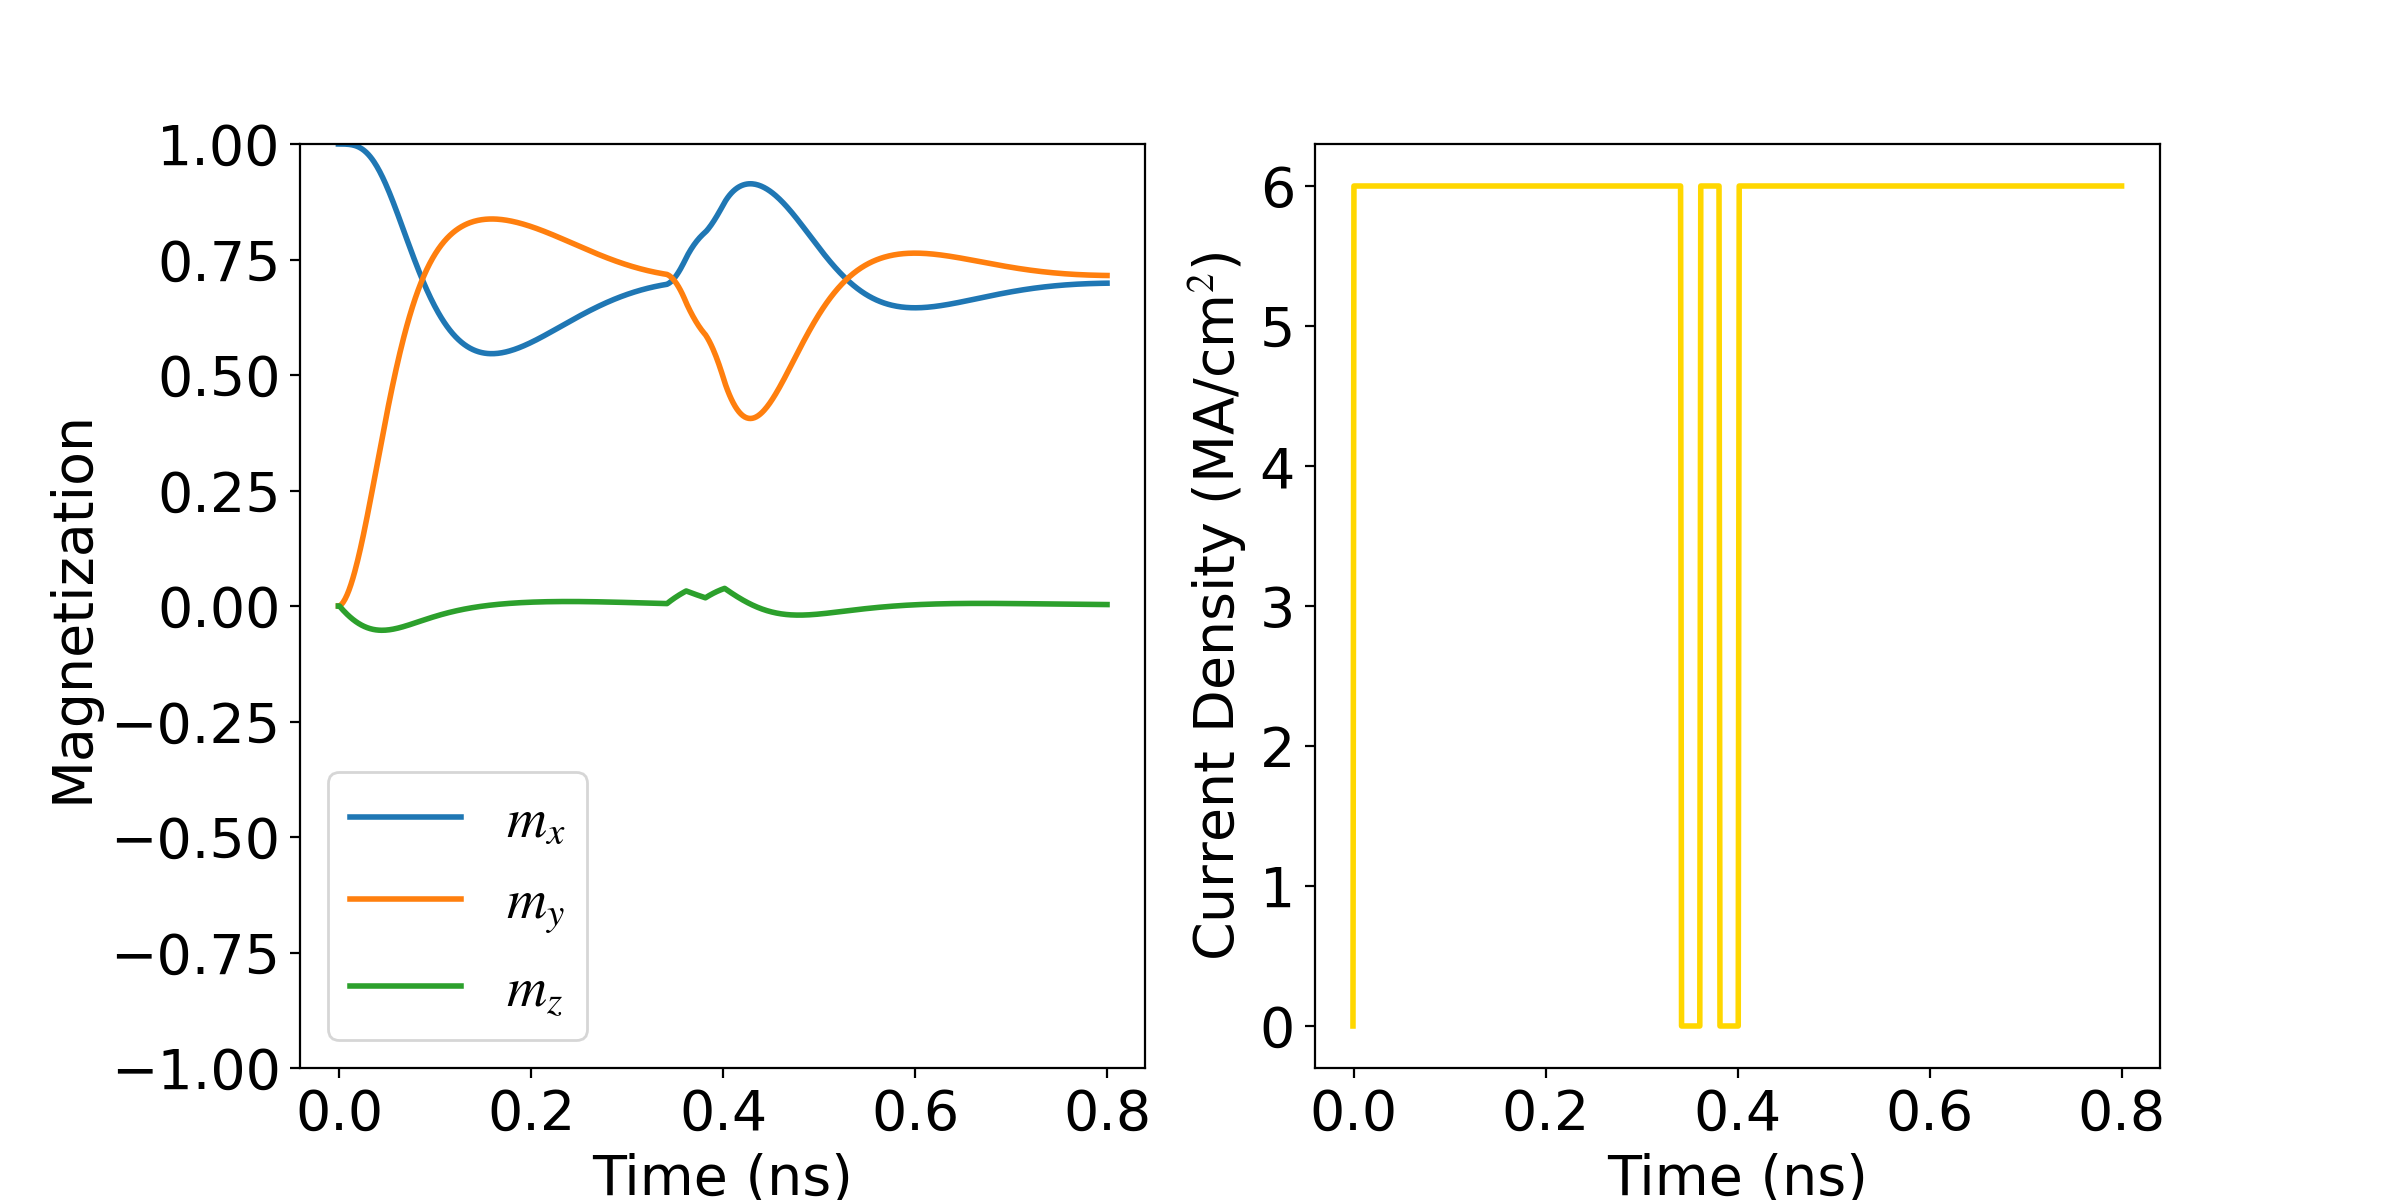 Magnetization
1.00
0.75
0.50
0.25
0.00
−0.25
−0.50
−0.75
−1.00
m_x
m_y
m_z
0.0 0.2 0.4 0.6 0.8
Time (ns)
Current Density (MA/cm²)
6
5
4
3
2
1
0
0.0 0.2 0.4 0.6 0.8
Time (ns)